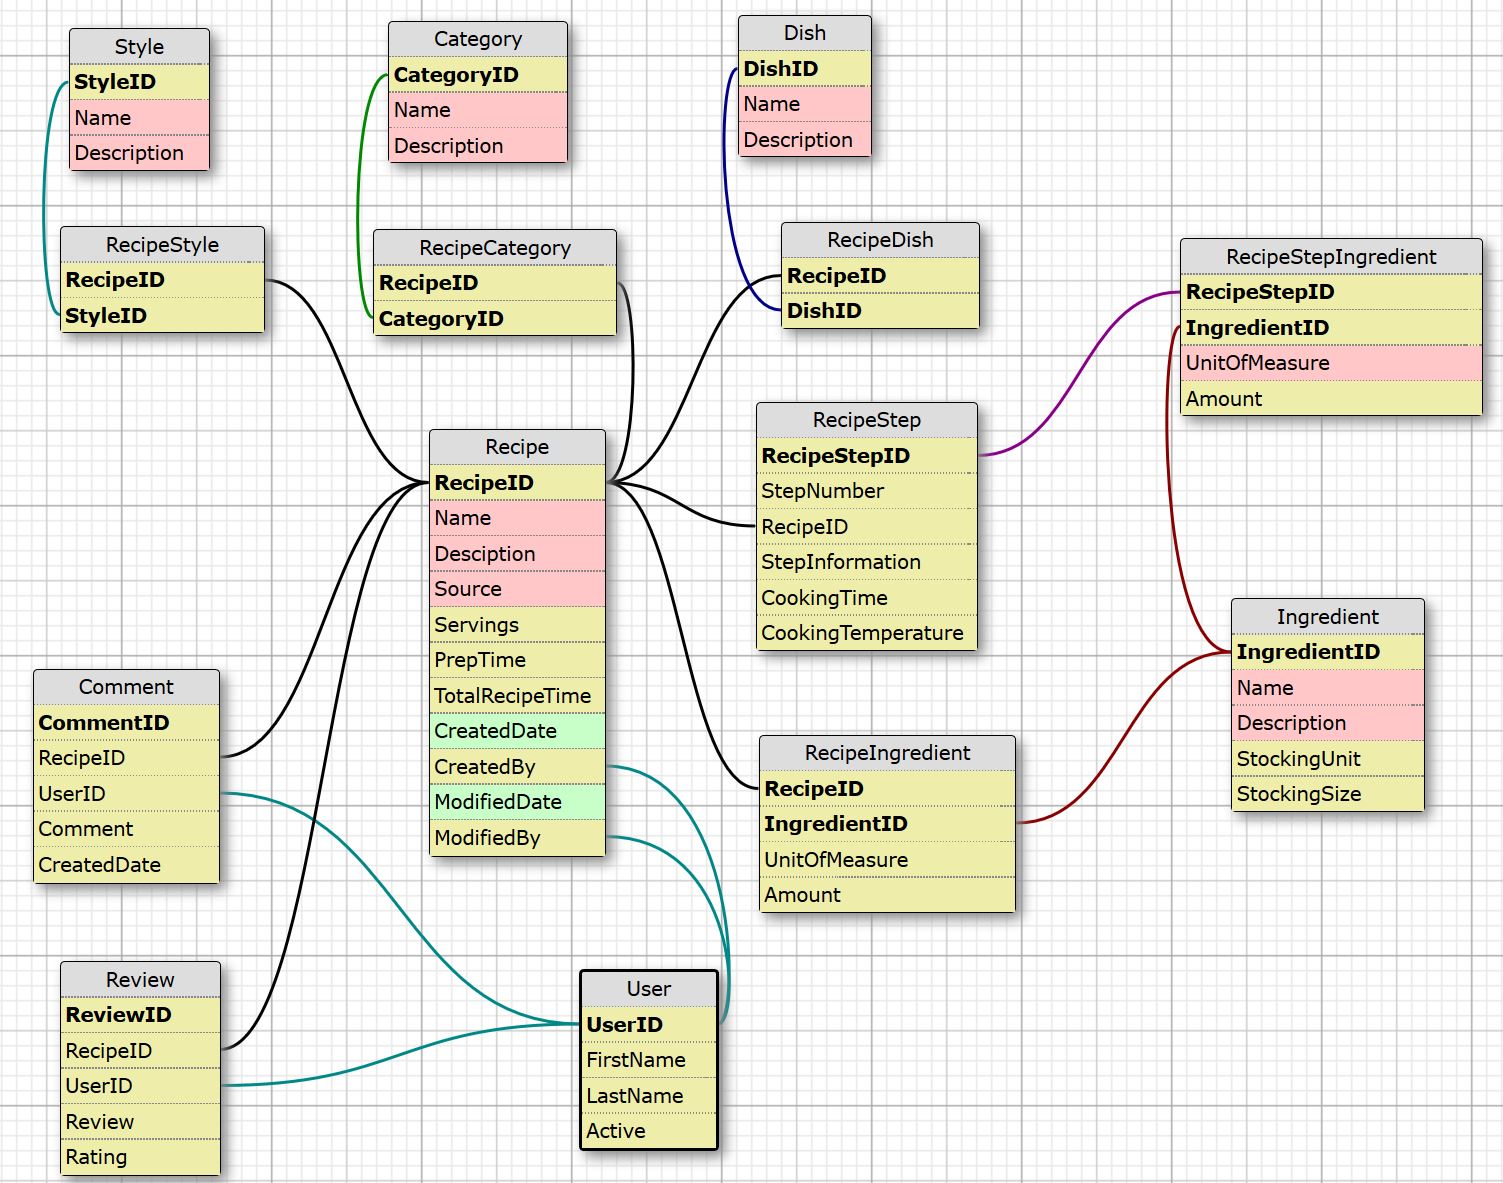 Style
StyleID
Name
Description
Category
CategoryID
Name
Description
Dish
DishID
Name
Description
RecipeStyle
RecipeID
StyleID
RecipeCategory
RecipeID
CategoryID
RecipeDish
RecipeID
DishID
RecipeStepIngredient
RecipeStepID
IngredientID
UnitOfMeasure
Amount
Recipe
RecipeID
Name
Desciption
Source
Servings
PrepTime
TotalRecipeTime
CreatedDate
CreatedBy
ModifiedDate
ModifiedBy
RecipeStep
RecipeStepID
StepNumber
RecipeID
StepInformation
CookingTime
CookingTemperature
Ingredient
IngredientID
Name
Description
StockingUnit
StockingSize
Comment
CommentID
RecipeID
UserID
Comment
CreatedDate
RecipeIngredient
RecipeID
IngredientID
UnitOfMeasure
Amount
Review
ReviewID
RecipeID
UserID
Review
Rating
User
UserID
FirstName
LastName
Active